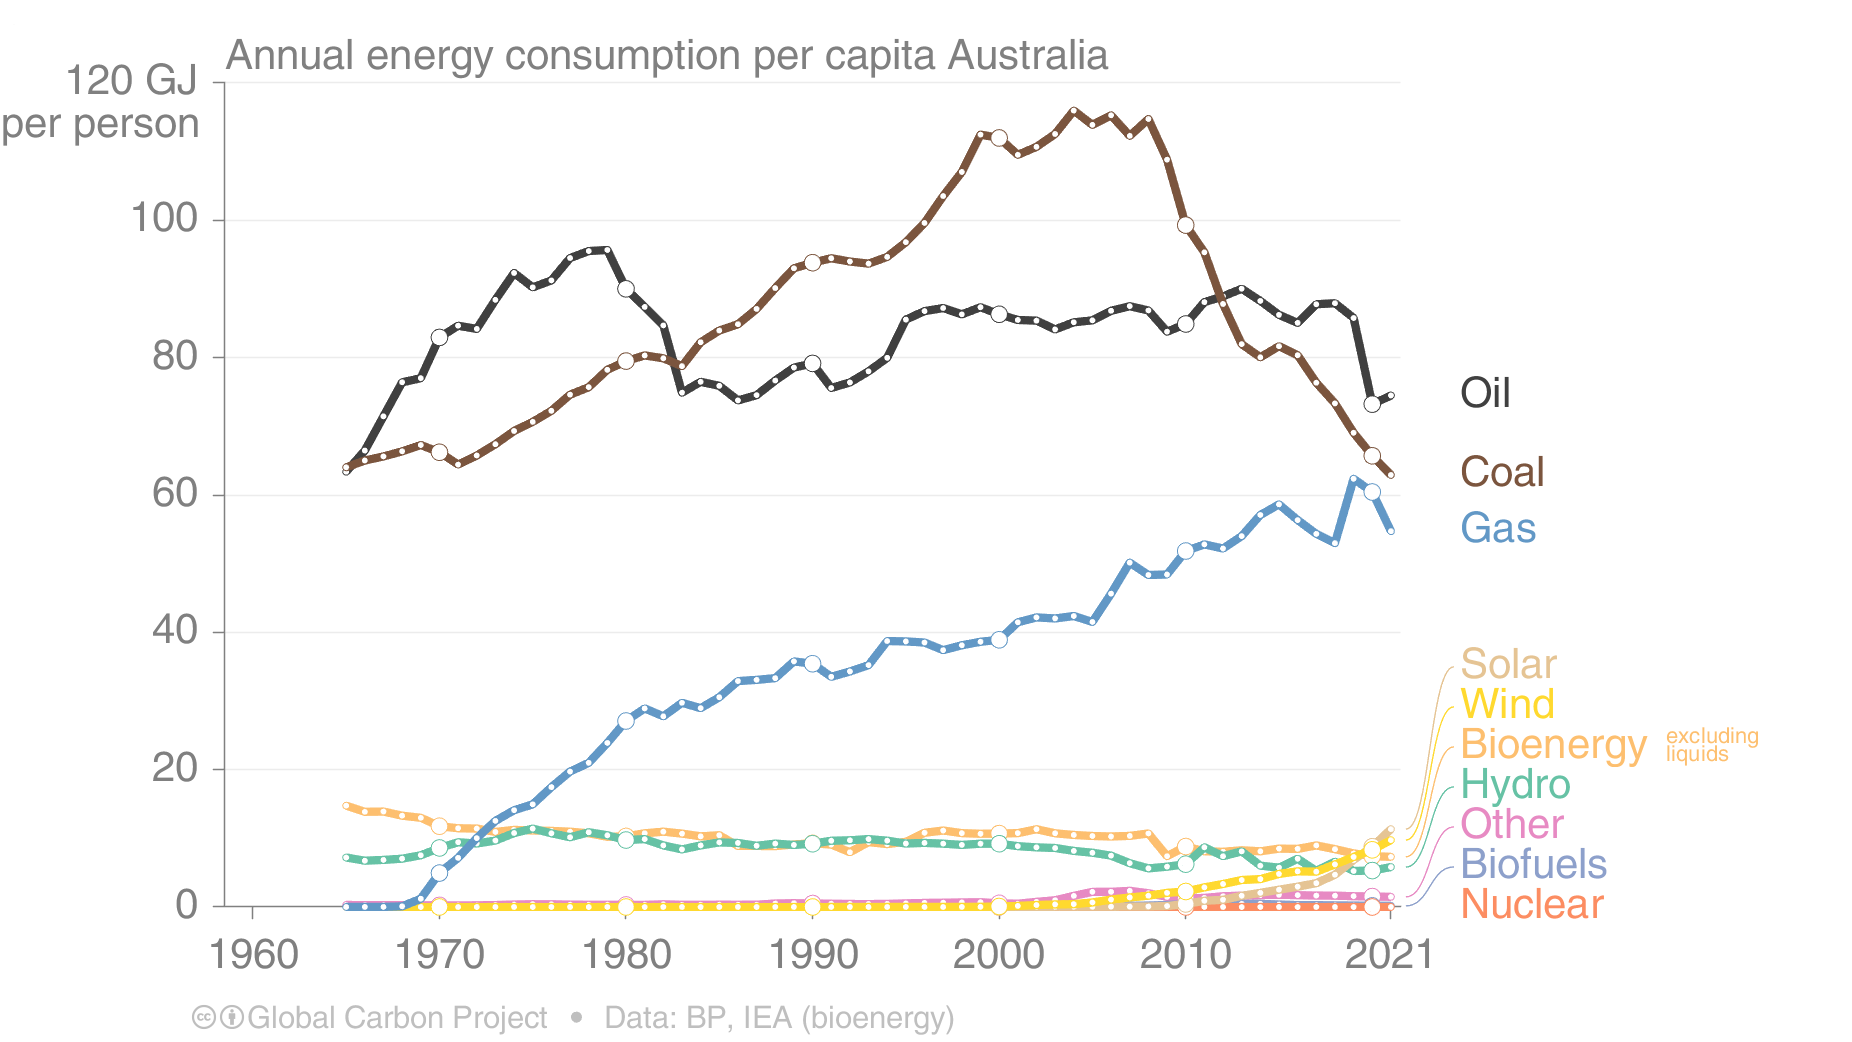 Annual energy consumption per capita Australia
120 GJ
per person
100
80
60
40
20
0
1960
1970
1980
1990
2000
2010
2021
Oil
Coal
Gas
Solar
Wind
Bioenergy excluding
liquids
Hydro
Other
Biofuels
Nuclear
cc Global Carbon Project • Data: BP, IEA (bioenergy)